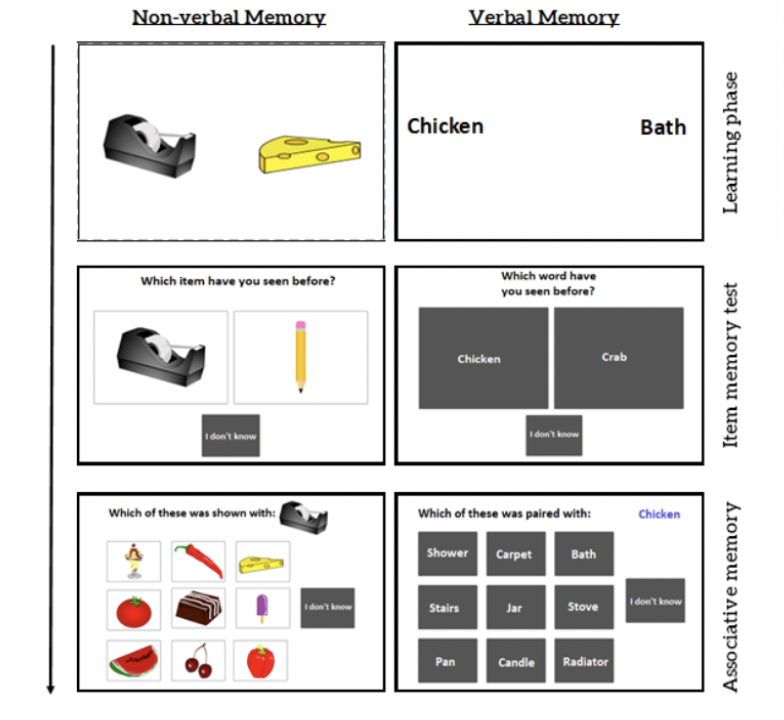 Non-verbal Memory
Verbal Memory
Chicken
Bath
Learning phase
Which item have you seen before?
I don't know
Which word have
you seen before?
Chicken
Crab
I don't know
Item memory test
Which of these was shown with:
I don't know
Which of these was paired with:
Chicken
Shower
Carpet
Bath
Stairs
Jar
Stove
I don't know
Pan
Candle
Radiator
Associative memory